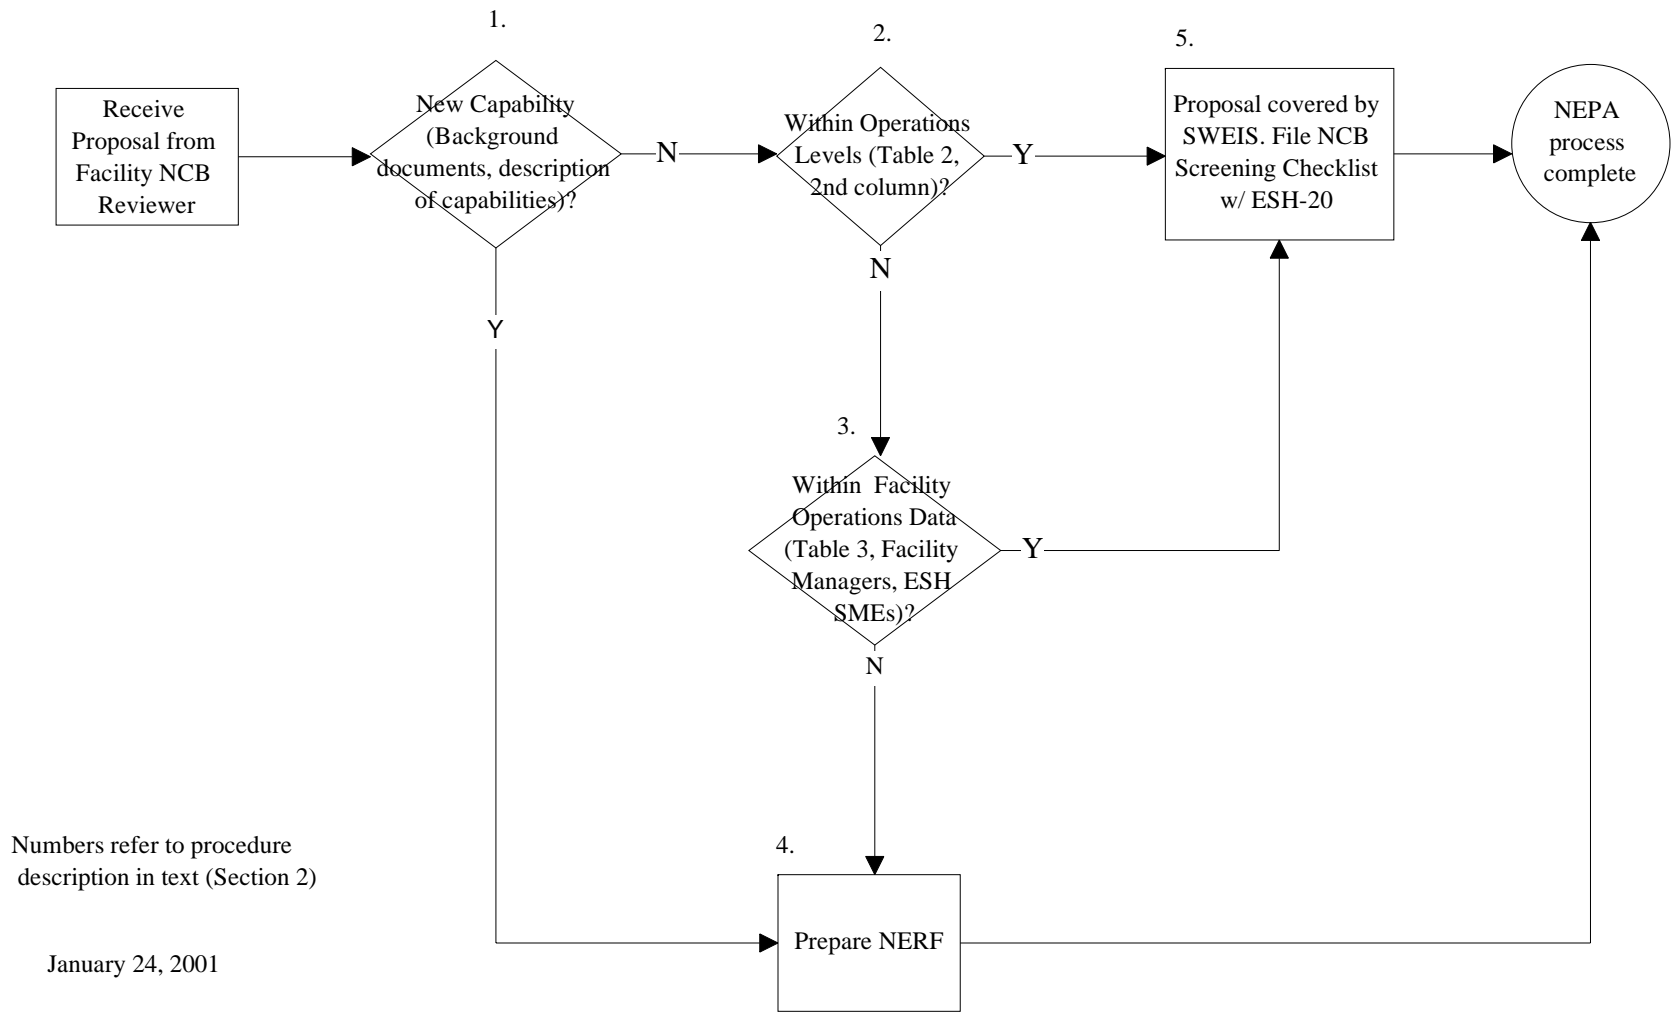 1.
2.
5.
Receive
Proposal from
Facility NCB
Reviewer
New Capability
(Background
documents, description
of capabilities)?
N
Within Operations
Levels (Table 2,
2nd column)?
Y
Proposal covered by
SWEIS. File NCB
Screening Checklist
w/ ESH-20
NEPA
process
complete
N
Y
3.
Within Facility
Operations Data
(Table 3, Facility
Managers, ESH
SMEs)?
Y
N
4.
Prepare NERF
Numbers refer to procedure
description in text (Section 2)
January 24, 2001